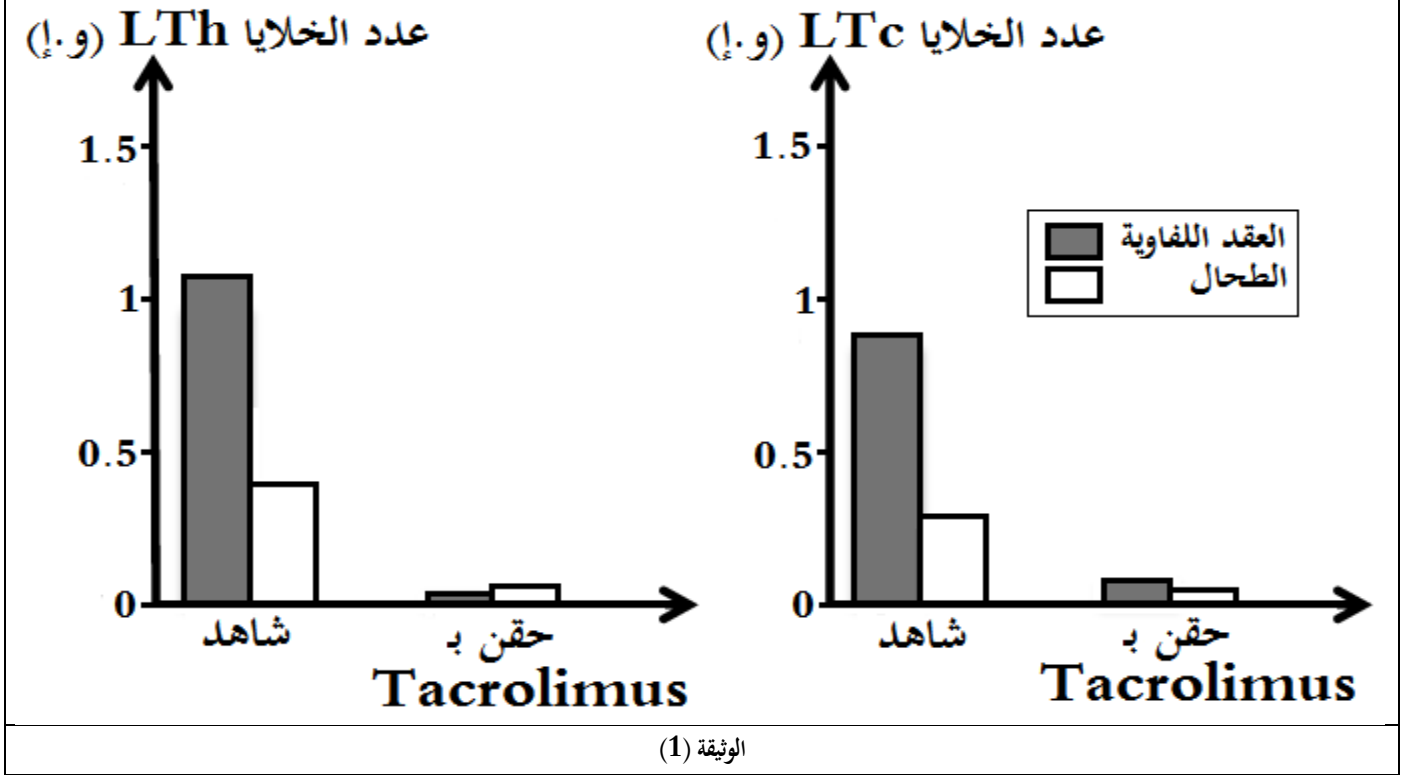 عدد الخلايا LTh (و.إ)
1.5
1
0.5
0
شاهد
حقن بـ
Tacrolimus
عدد الخلايا LTc (و.إ)
1.5
1
0.5
0
العقد اللفاوية
الطحال
شاهد
حقن بـ
Tacrolimus
الوثيقة (1)